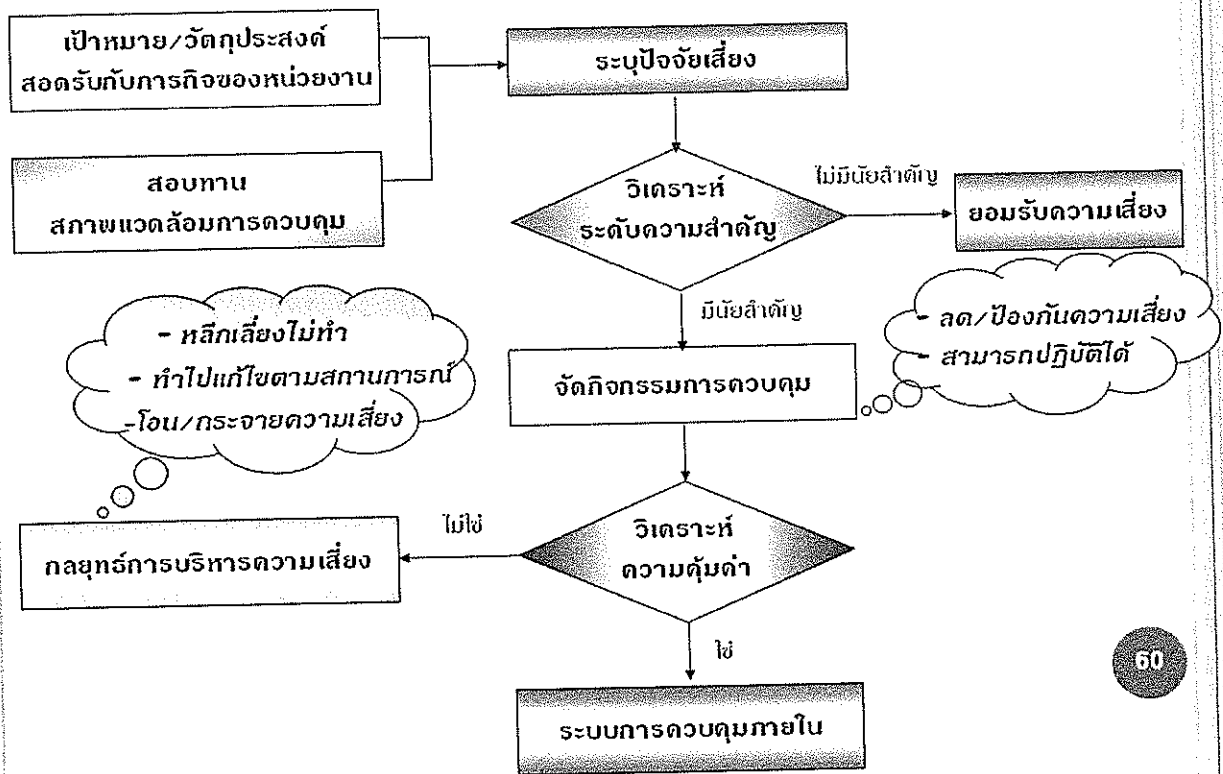 เป้าหมาย/วัตถุประสงค์
สอดรับกับภารกิจของหน่วยงาน
ระบุปัจจัยเสี่ยง
สอบทาน
สภาพแวดล้อมการควบคุม
วิเคราะห์
ระดับความสำคัญ
ไม่มีนัยสำคัญ
ยอมรับความเสี่ยง
มีนัยสำคัญ
- ลด/ป้องกันความเสี่ยง
- สามารถปฏิบัติได้
- หลีกเลี่ยงไม่ทำ
- ทำไปแก้ไขตามสถานการณ์
-โอน/กระจายความเสี่ยง
จัดกิจกรรมการควบคุม
วิเคราะห์
ความคุ้มค่า
ไม่ใช่
กลยุทธ์การบริหารความเสี่ยง
ใช่
ระบบการควบคุมภายใน
60